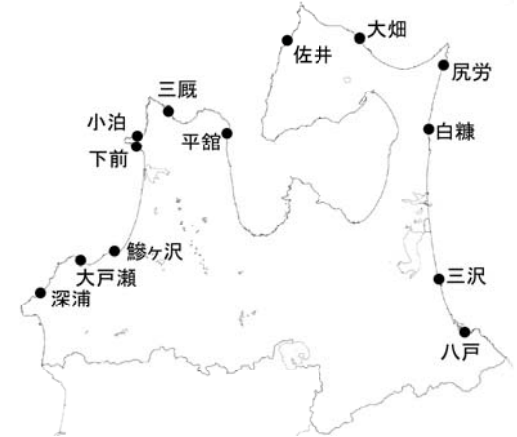 大畑
佐井
尻労
三厩
小泊
平舘
白糠
下前
鰺ヶ沢
大戸瀬
三沢
深浦
八戸